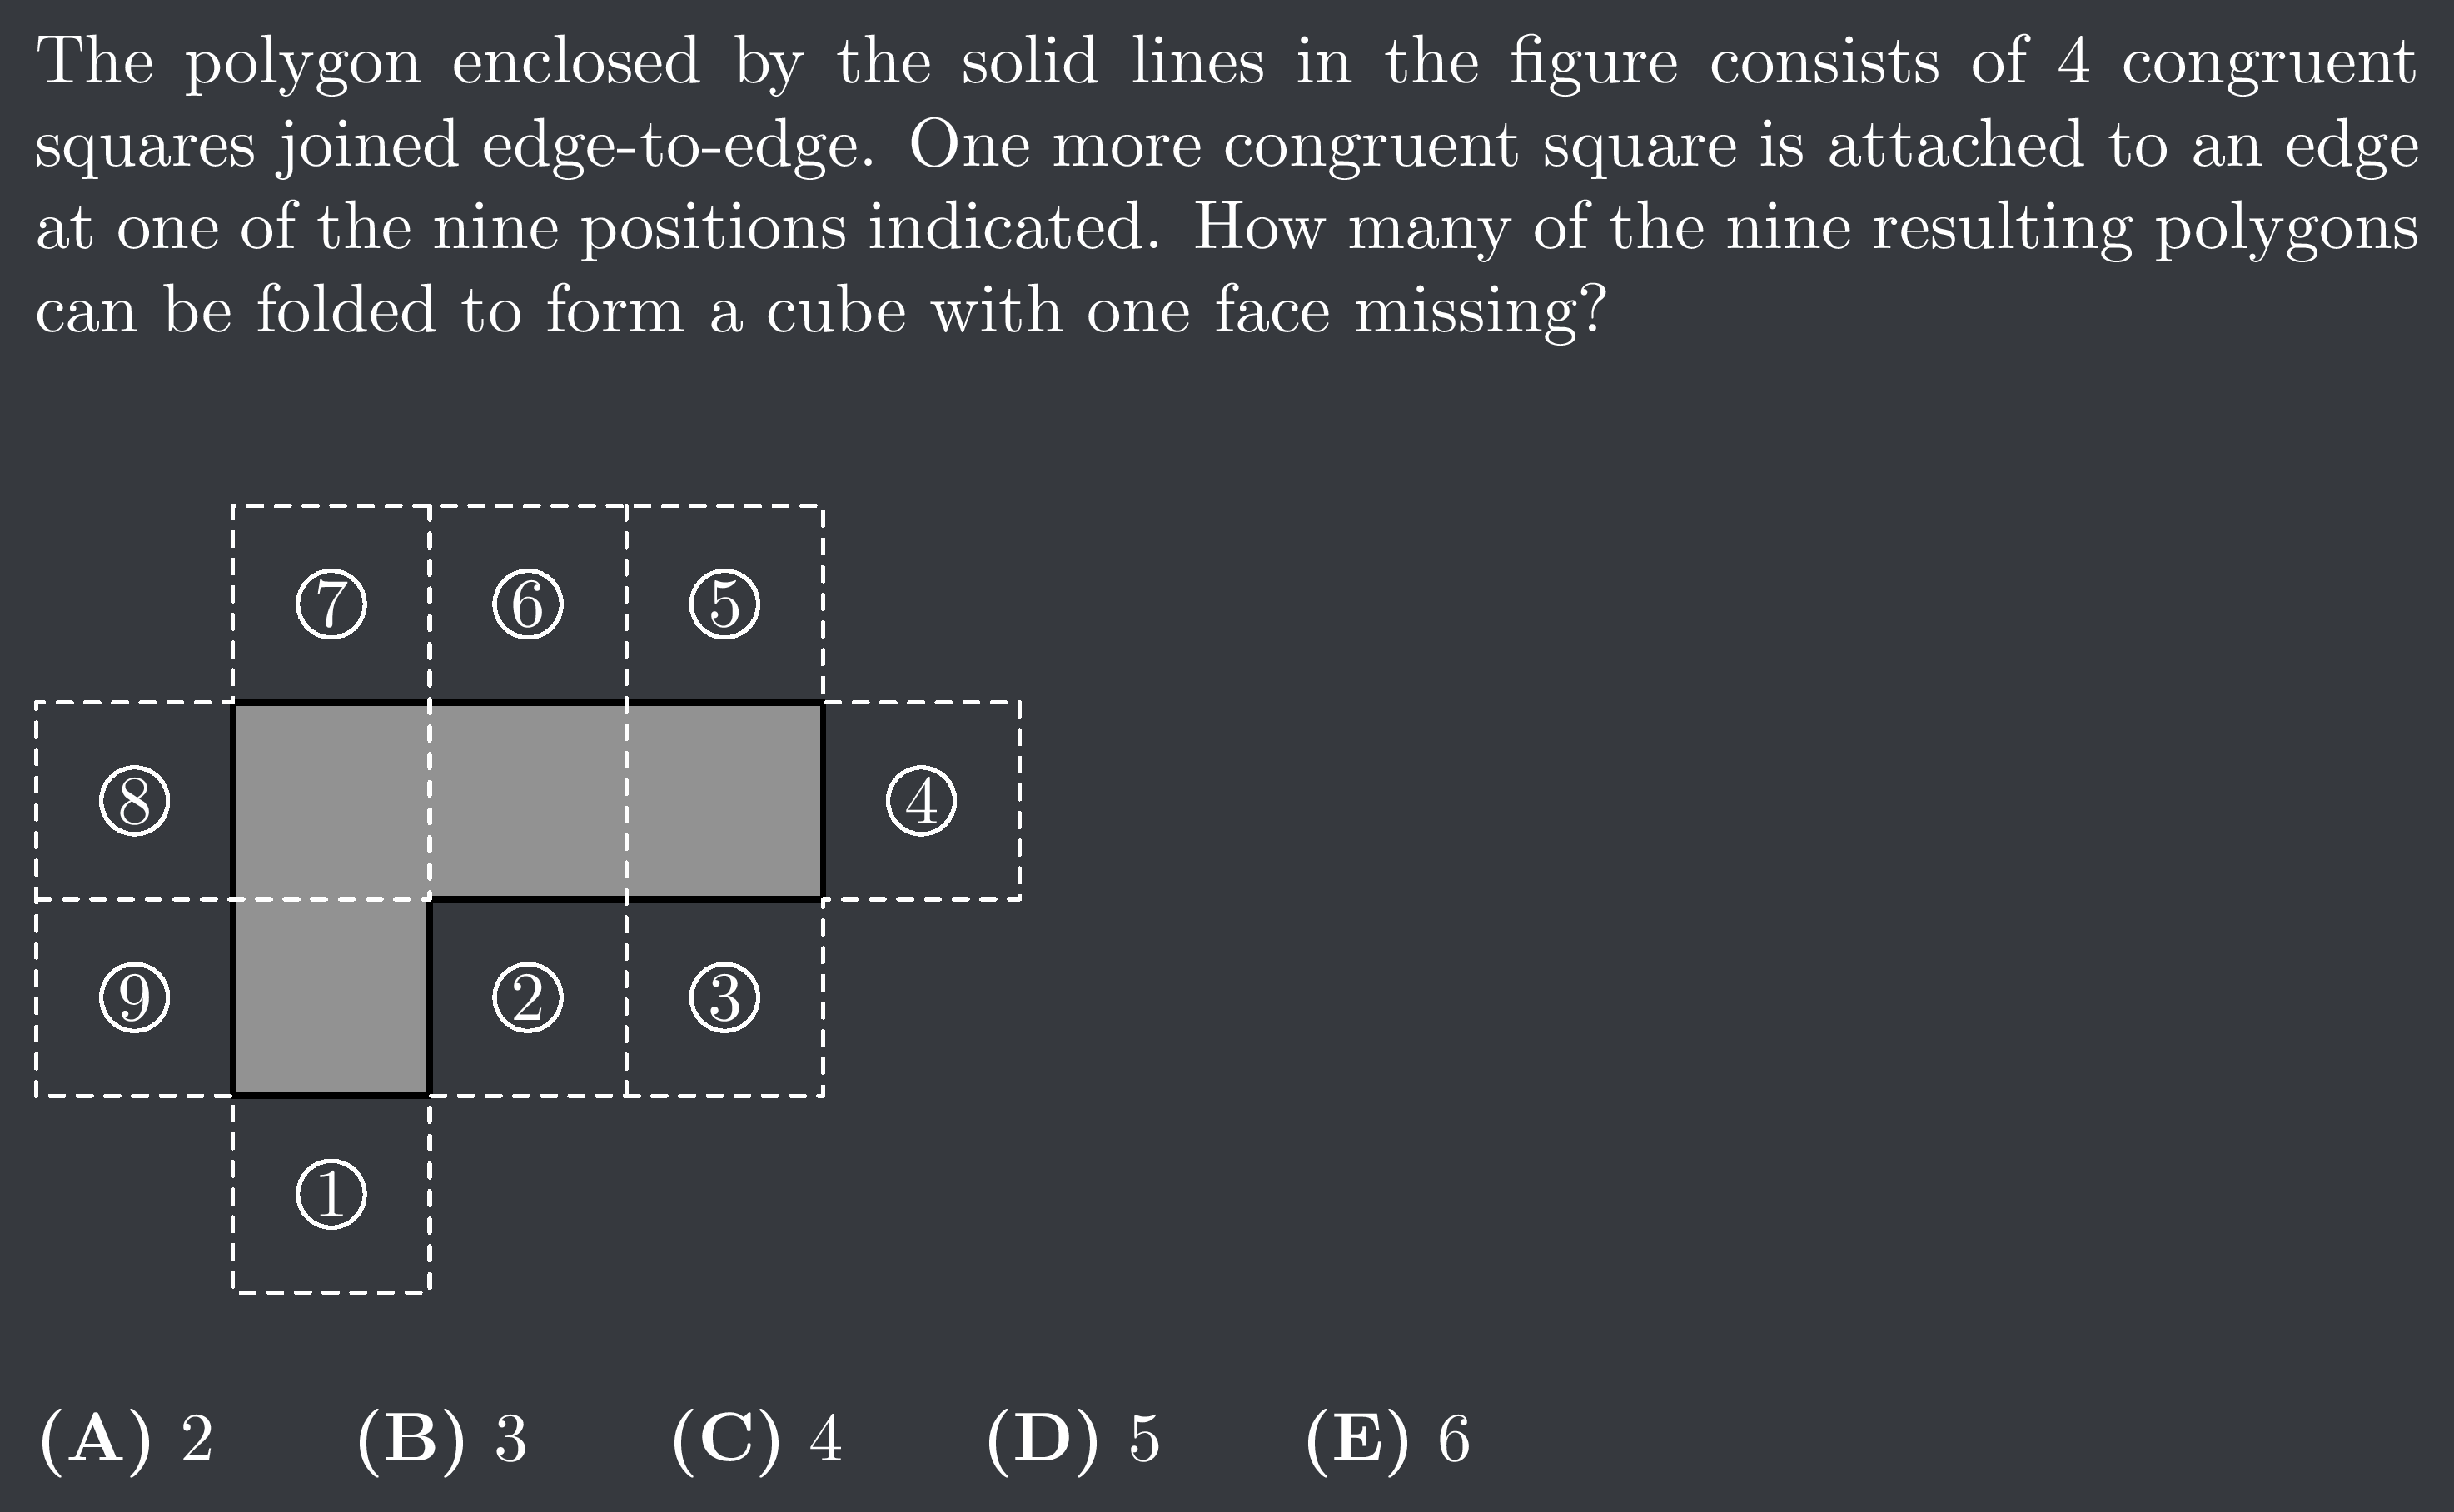 The polygon enclosed by the solid lines in the figure consists of 4 congruent
squares joined edge-to-edge. One more congruent square is attached to an edge
at one of the nine positions indicated. How many of the nine resulting polygons
can be folded to form a cube with one face missing?
7 6 5
8 4
9 2 3
1
(A) 2 (B) 3 (C) 4 (D) 5 (E) 6